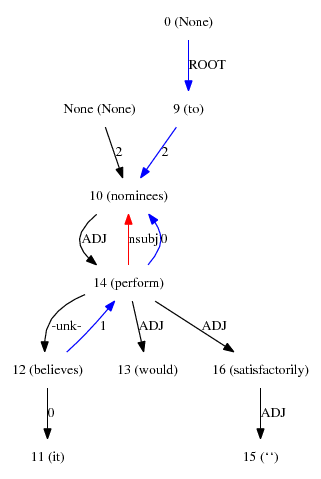 0 (None)
ROOT
None (None) 9 (to)
2 2
10 (nominees)
ADJ nsubj 0
14 (perform)
-unk- 1 ADJ ADJ
12 (believes) 13 (would) 16 (satisfactorily)
0 ADJ
11 (it) 15 (‘‘)